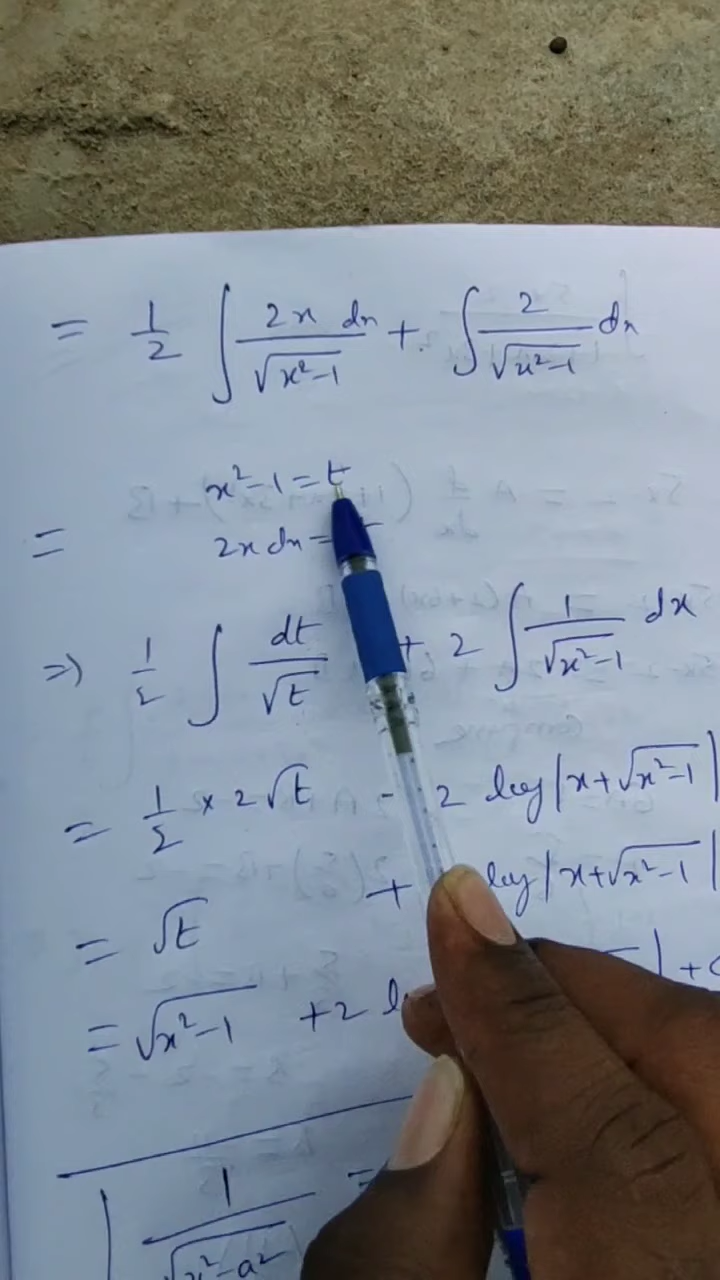 = 1/2 ∫ 2x dx / √(x²-1) + ∫ 2 / √(x²-1) dx
x²-1 = t
= 2x dx =
⇒ 1/2 ∫ dt / √t + 2 ∫ 1 / √(x²-1) dx
= 1/2 × 2√t 2 log|x+√(x²-1)|
= √t + log|x+√(x²-1)|
= √(x²-1) +2 | +
∫ 1 / √(x²-a²) =